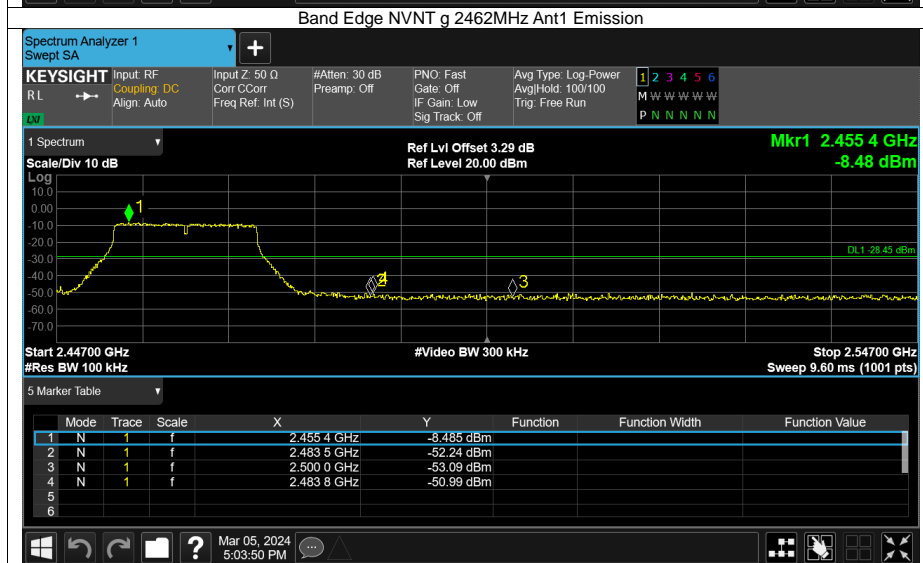 Band Edge NVNT g 2462MHz Ant1 Emission
Spectrum Analyzer 1
Swept SA
+
KEYSIGHT Input: RF Input Z: 50 Ω #Atten: 30 dB PNO: Fast Avg Type: Log-Power 1 2 3 4 5 6
RL Coupling: DC Corr CCorr Preamp: Off Gate: Off Avg|Hold: 100/100 M W W W W W
Align: Auto Freq Ref: Int (S) IF Gain: Low Trig: Free Run
LXI Sig Track: Off P N N N N N
1 Spectrum Ref Lvl Offset 3.29 dB Mkr1 2.455 4 GHz
Scale/Div 10 dB Ref Level 20.00 dBm -8.48 dBm
Log
10.0
0.00 1
-10.0
-20.0
DL1 -28.45 dBm
-30.0
-40.0 2 4 3
-50.0
-60.0
-70.0
Start 2.44700 GHz #Video BW 300 kHz Stop 2.54700 GHz
#Res BW 100 kHz Sweep 9.60 ms (1001 pts)
5 Marker Table
Mode Trace Scale X Y Function Function Width Function Value
1 N 1 f 2.455 4 GHz -8.485 dBm
2 N 1 f 2.483 5 GHz -52.24 dBm
3 N 1 f 2.500 0 GHz -53.09 dBm
4 N 1 f 2.483 8 GHz -50.99 dBm
5
6
? Mar 05, 2024
5:03:50 PM